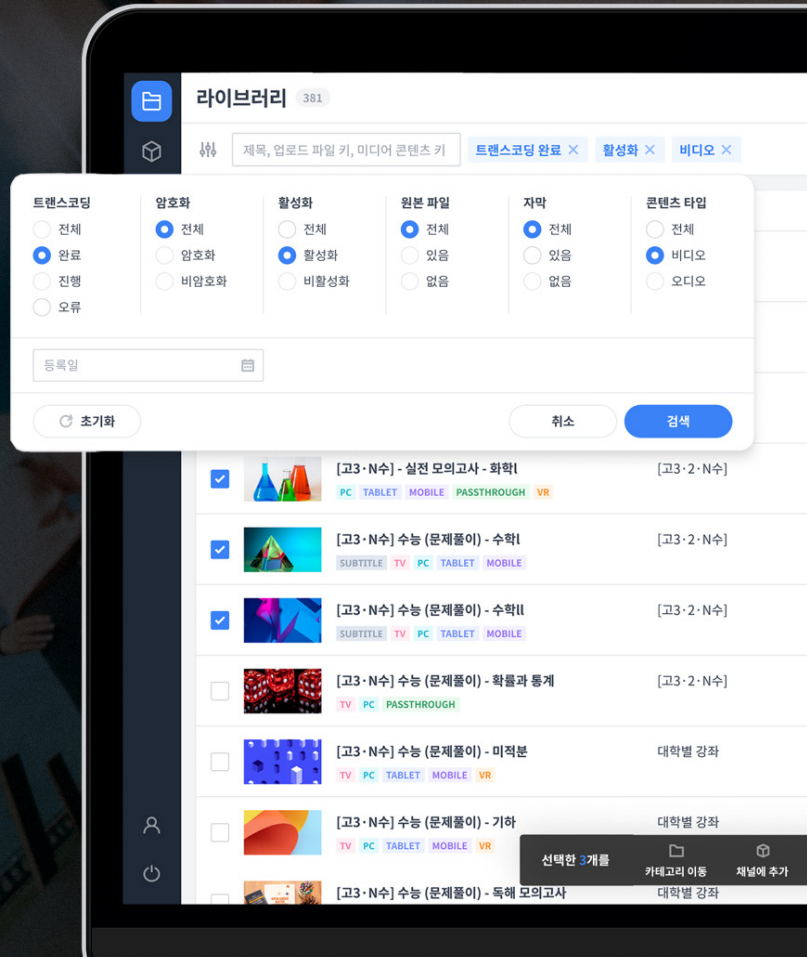 라이브러리 381
제목, 업로드 파일 키, 미디어 콘텐츠 키 트랜스코딩 완료 활성화 비디오
트랜스코딩 암호화 활성화 원본 파일 자막 콘텐츠 타입
전체 전체 전체 전체 전체 전체
완료 암호화 활성화 있음 있음 비디오
진행 비암호화 비활성화 없음 없음 오디오
오류
등록일
초기화 취소 검색
[고3·N수] - 실전 모의고사 - 화학l [고3·2·N수]
PC TABLET MOBILE PASSTHROUGH VR
[고3·N수] 수능 (문제풀이) - 수학l [고3·2·N수]
SUBTITLE TV PC TABLET MOBILE
[고3·N수] 수능 (문제풀이) - 수학ll [고3·2·N수]
SUBTITLE TV PC TABLET MOBILE
[고3·N수] 수능 (문제풀이) - 확률과 통계 [고3·2·N수]
TV PC PASSTHROUGH
[고3·N수] 수능 (문제풀이) - 미적분 대학별 강좌
TV PC TABLET MOBILE VR
[고3·N수] 수능 (문제풀이) - 기하 대학별 강좌
TV PC TABLET MOBILE VR
선택한 3개를 카테고리 이동 채널에 추가
[고3·N수] 수능 (문제풀이) - 독해 모의고사 대학별 강좌